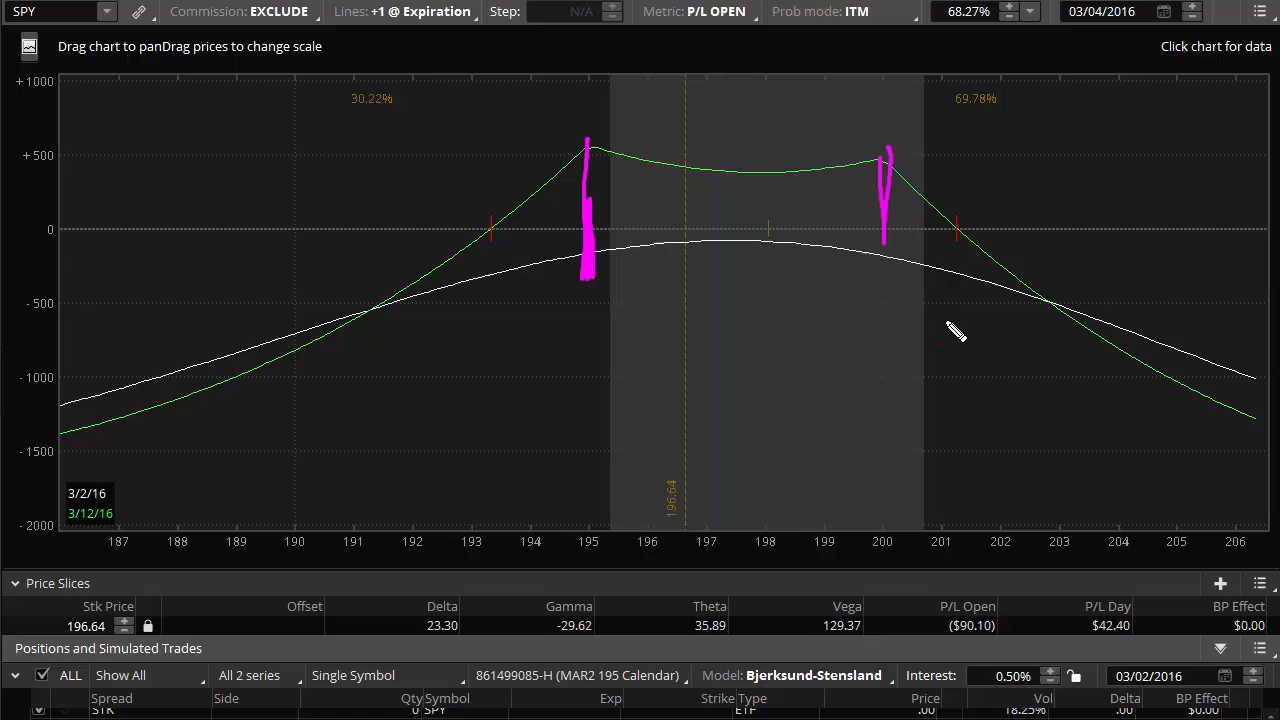 SPY Commission: EXCLUDE Lines: +1 @ Expiration Step: N/A Metric: P/L OPEN Prob mode: ITM 68.27% 03/04/2016
Drag chart to panDrag prices to change scale Click chart for data
+1000
30.22% 69.78%
+500
0
-500
-1000
-1500
196.64
3/2/16
3/12/16
-2000
187 188 189 190 191 192 193 194 195 196 197 198 199 200 201 202 203 204 205 206
Price Slices
Stk Price Offset Delta Gamma Theta Vega P/L Open P/L Day BP Effect
196.64 23.30 -29.62 35.89 129.37 ($90.10) $42.40 $0.00
Positions and Simulated Trades
ALL Show All All 2 series Single Symbol 861499085-H (MAR2 195 Calendar) Model: Bjerksund-Stensland Interest: 0.50% 03/02/2016
Spread Side Qty Symbol Exp Strike Type Price Vol Delta BP Effect
STK 0 SPY ETF .00 18.25% .00 $0.00